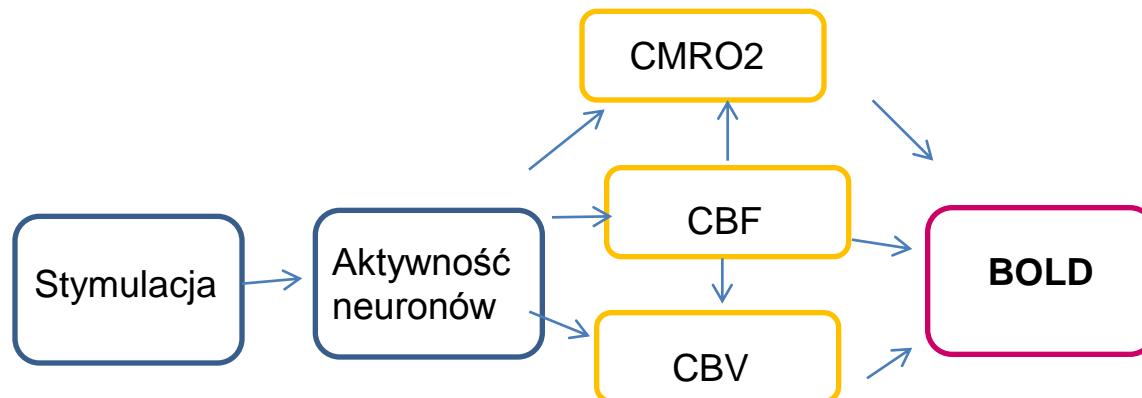 CMRO2
CBF
Stymulacja
Aktywność
neuronów
BOLD
CBV